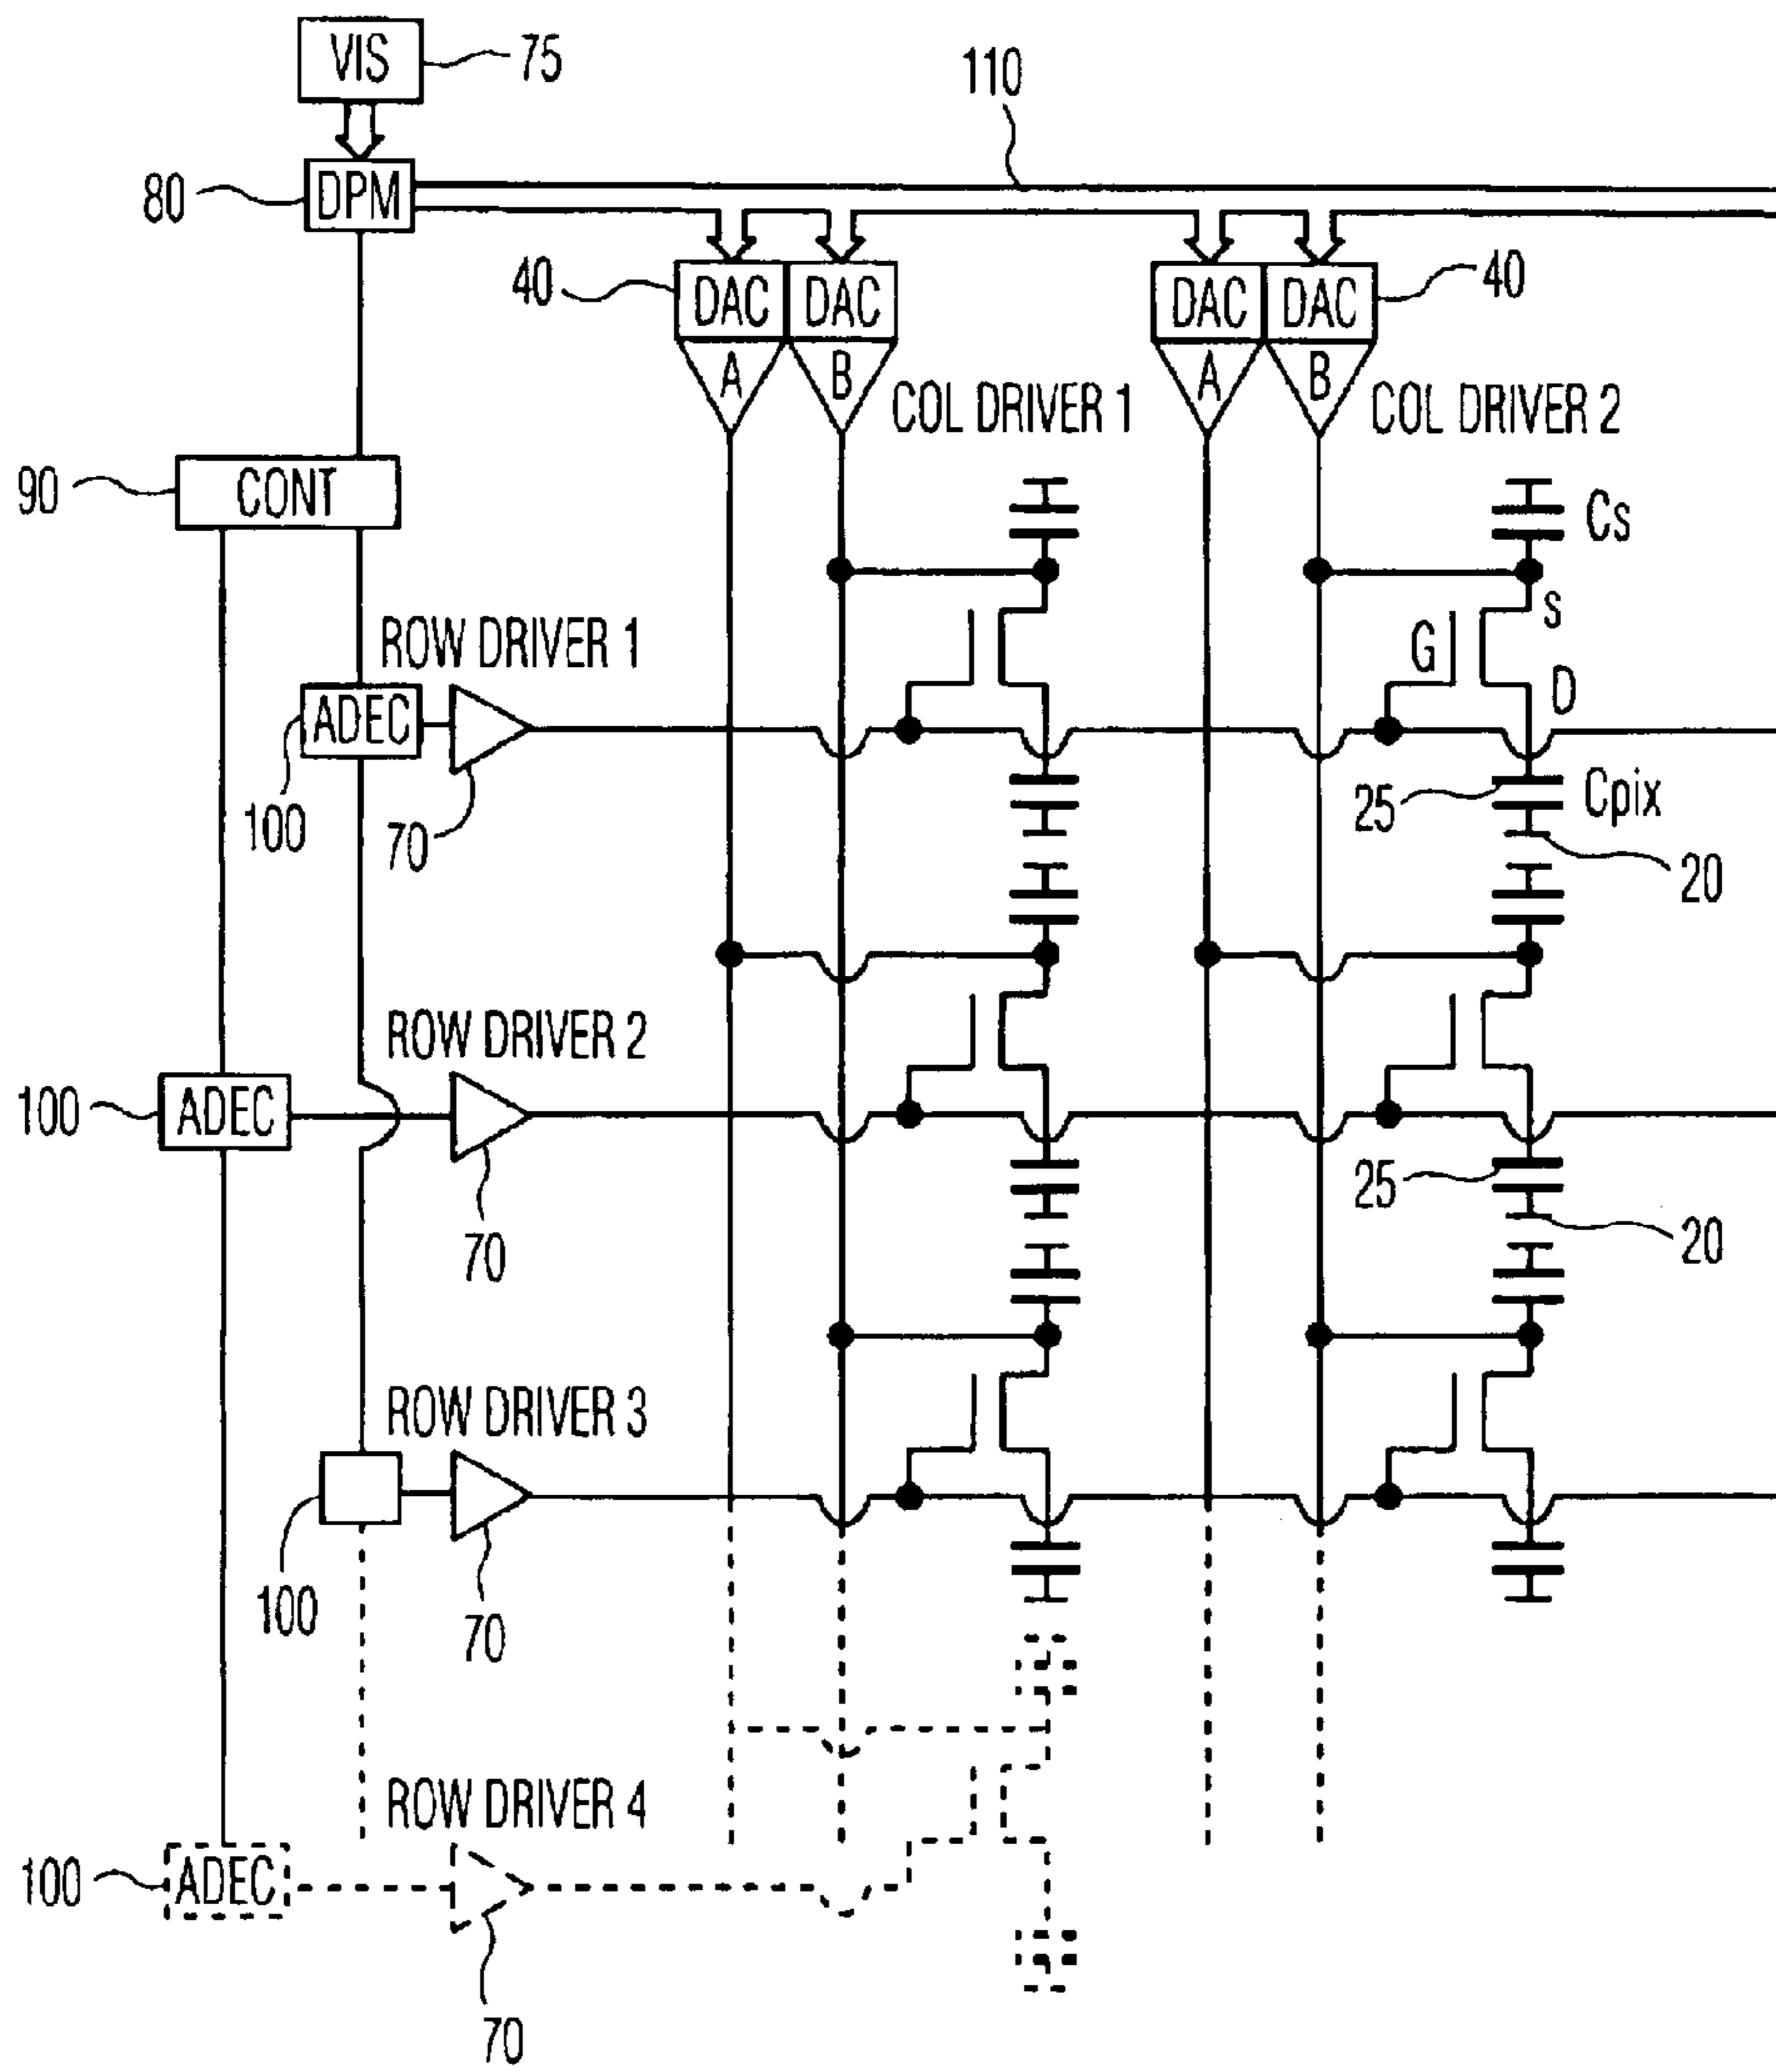 VIS 75
110
80 DPM
40 DAC DAC DAC DAC 40
A B A B
COL DRIVER 1 COL DRIVER 2
90 CONT
Cs
S
ROW DRIVER 1 G
D
ADEC
100 70 25 Cpix
20
ROW DRIVER 2
100 ADEC
25
70 20
ROW DRIVER 3
100
70
ROW DRIVER 4
100 ADEC
70